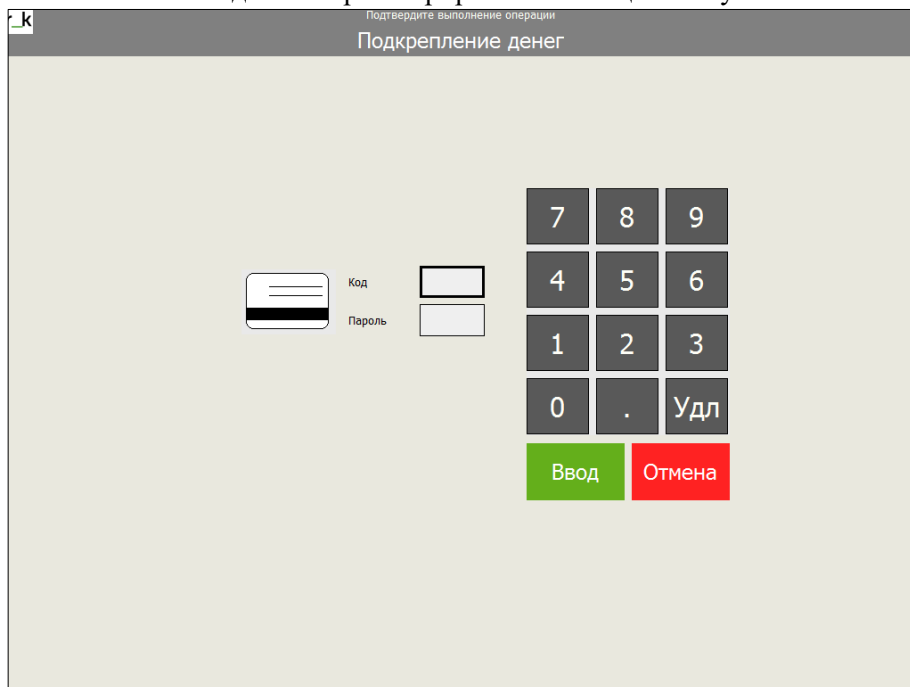 r_k
Подтвердите выполнение операции
Подкрепление денег
7 8 9
Код
4 5 6
Пароль
1 2 3
0 . Удл
Ввод Отмена